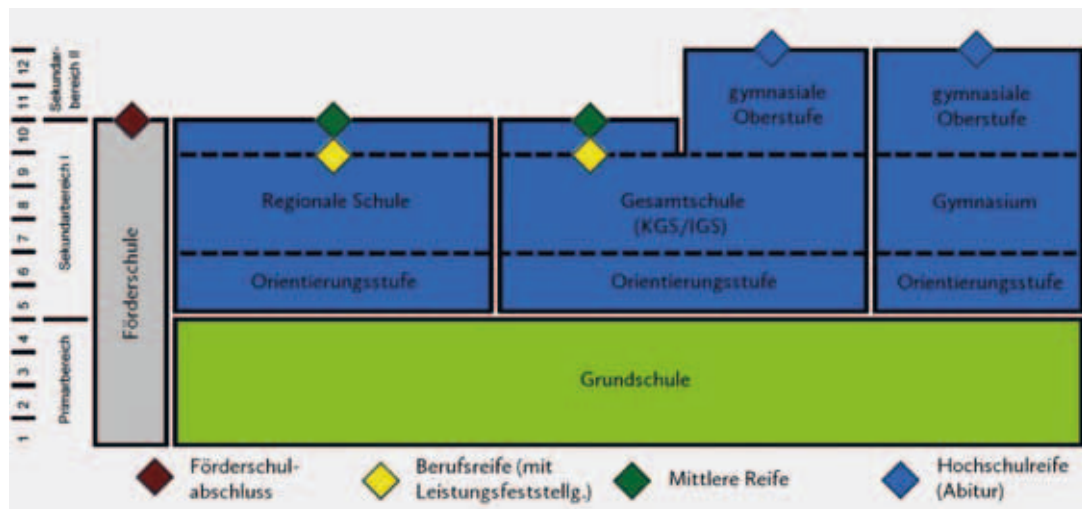 12
11
10
9
8
7
6
5
4
3
2
1
Sekundar-
bereich II
Sekundarbereich I
Primarbereich
Förderschule
gymnasiale
Oberstufe
gymnasiale
Oberstufe
Regionale Schule
Gesamtschule
(KGS/IGS)
Gymnasium
Orientierungsstufe
Orientierungsstufe
Orientierungsstufe
Grundschule
Förderschul-
abschluss
Berufsreife (mit
Leistungsfeststellg.)
Mittlere Reife
Hochschulreife
(Abitur)